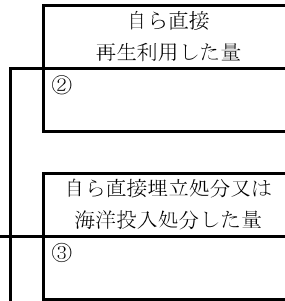 自ら直接
再生利用した量
②
自ら直接埋立処分又は
海洋投入処分した量
③